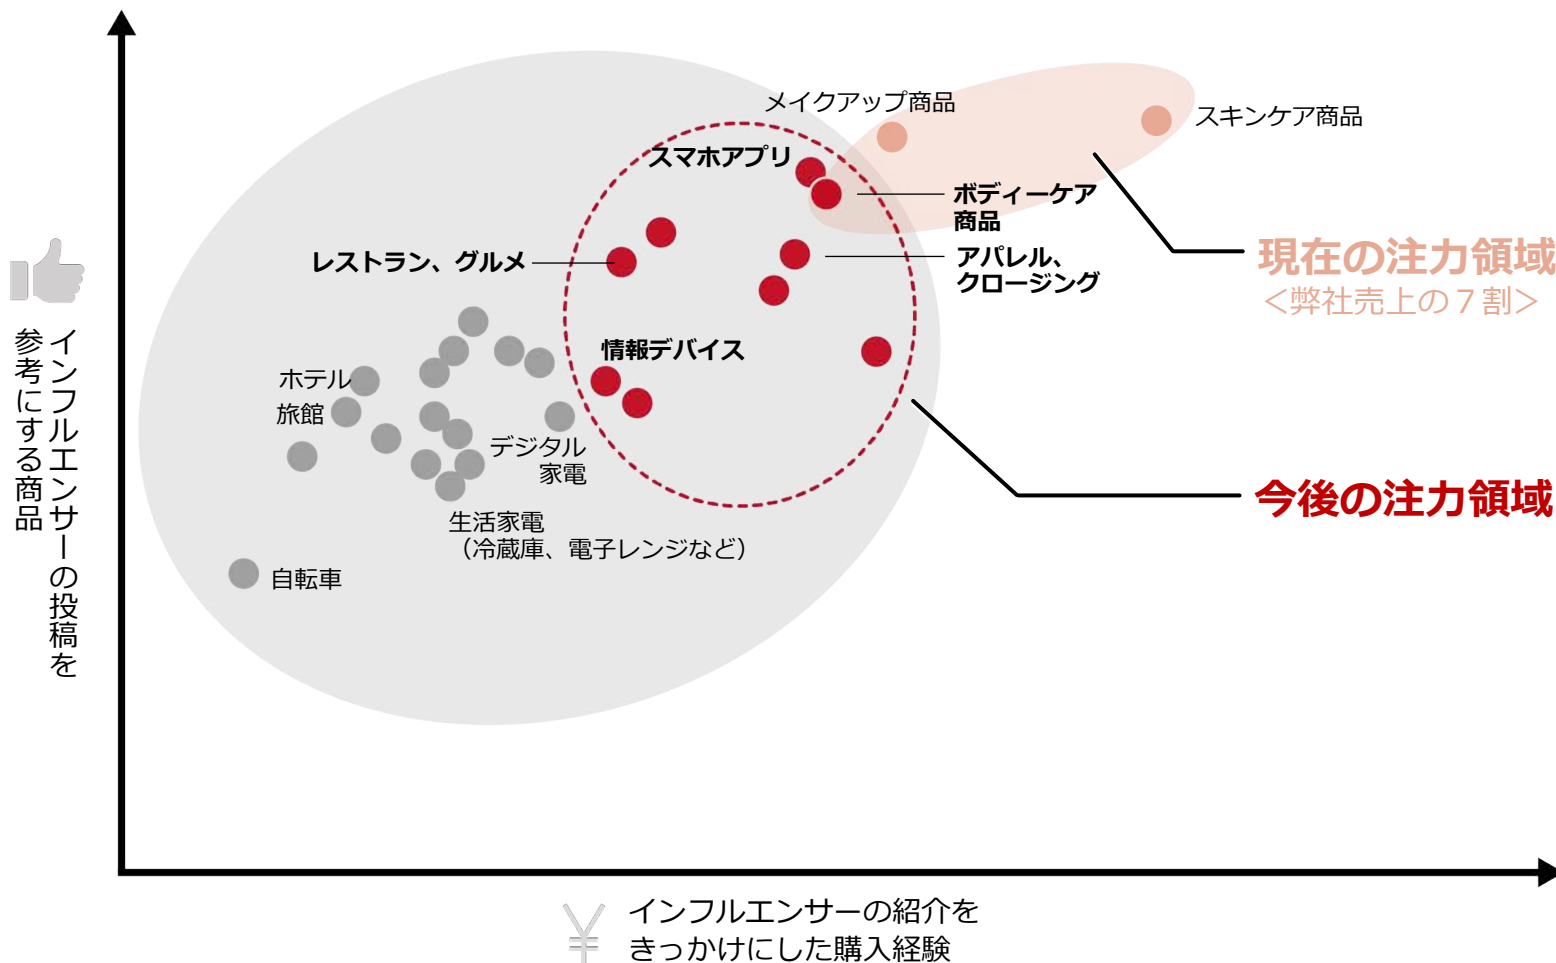 メイクアップ商品
スキンケア商品
スマホアプリ
ボディーケア
商品
レストラン、グルメ
アパレル、
クロージング
現在の注力領域
＜弊社売上の７割＞
情報デバイス
ホテル
旅館
デジタル
家電
今後の注力領域
生活家電
（冷蔵庫、電子レンジなど）
自転車
インフルエンサーの投稿を
参考にする商品
インフルエンサーの紹介を
きっかけにした購入経験